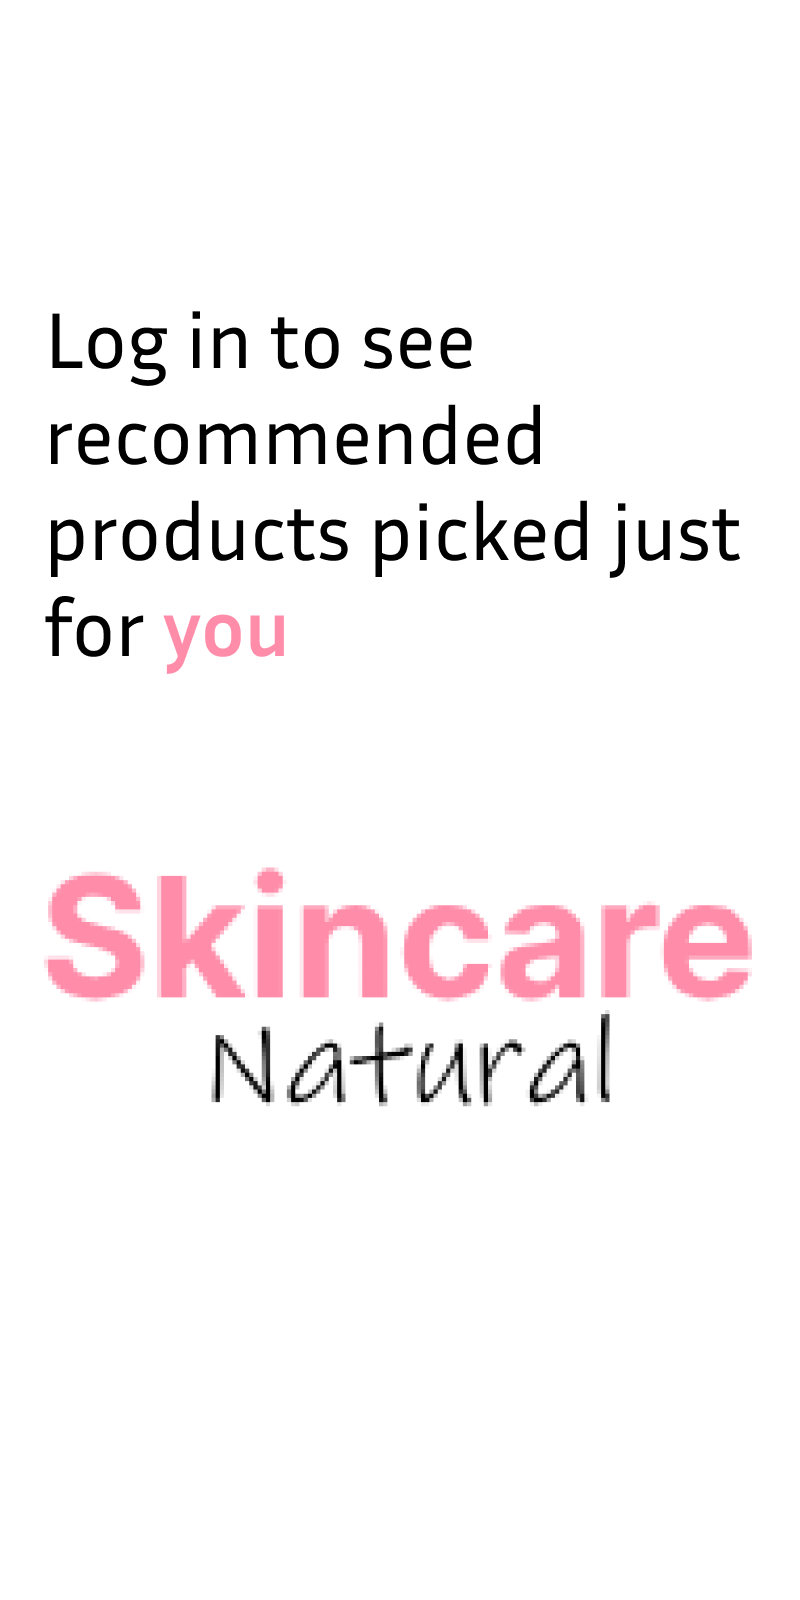 Log in to see
recommended
products picked just
for you
Skincare
Natural